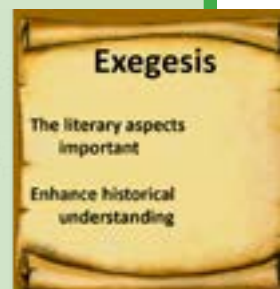 Exegesis
The literary aspects
important
Enhance historical
understanding